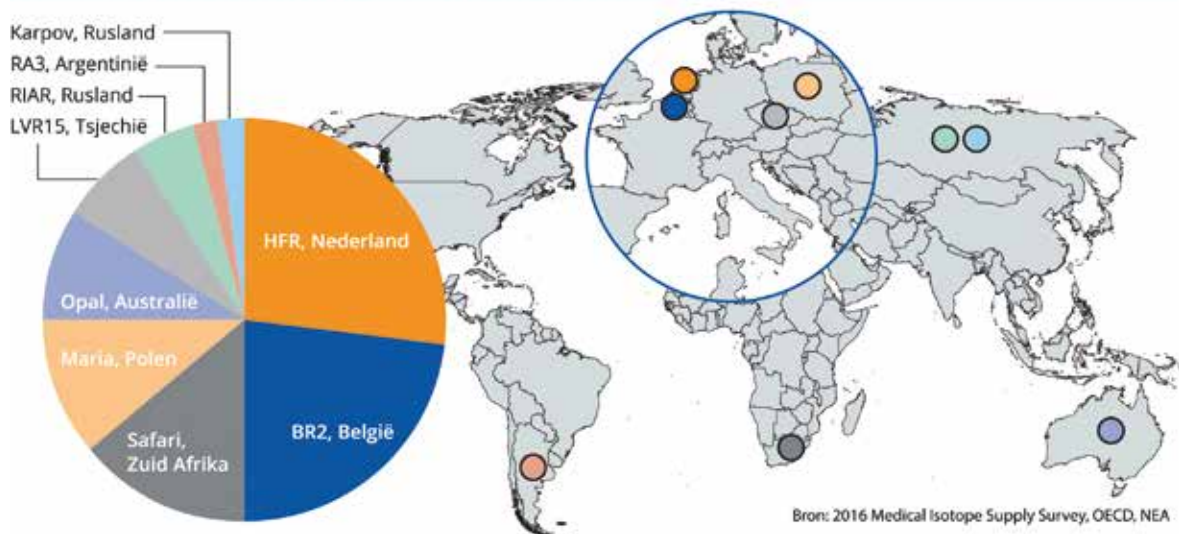 Karpov, Rusland
RA3, Argentinië
RIAR, Rusland
LVR15, Tsjechië
HFR, Nederland
Opal, Australië
Maria, Polen
Safari,
Zuid Afrika
BR2, België
Bron: 2016 Medical Isotope Supply Survey, OECD, NEA